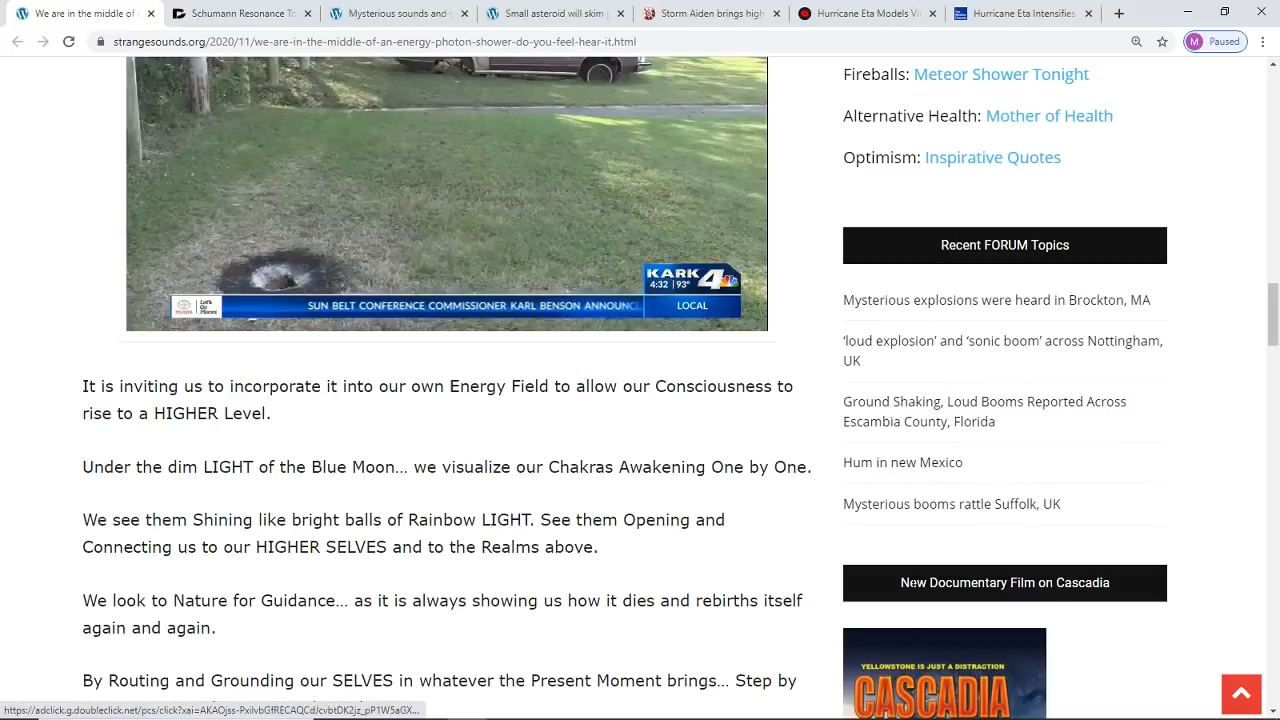 We are in the middle of
Schumann Resonance To
Mysterious sounds and
Small asteroid will skim
Storm Aiden brings high
Hurricane Eta Models Vi
Hurricane Eta Intensifies
strangesounds.org/2020/11/we-are-in-the-middle-of-an-energy-photon-shower-do-you-feel-hear-it.html
M Paused
Fireballs: Meteor Shower Tonight
Alternative Health: Mother of Health
Optimism: Inspirative Quotes
Recent FORUM Topics
Mysterious explosions were heard in Brockton, MA
‘loud explosion’ and ‘sonic boom’ across Nottingham,
UK
Ground Shaking, Loud Booms Reported Across
Escambia County, Florida
Hum in new Mexico
Mysterious booms rattle Suffolk, UK
New Documentary Film on Cascadia
YELLOWSTONE IS JUST A DISTRACTION
CASCADIA
KARK 4
4:32 93°
TOYOTA Let's Go Places
SUN BELT CONFERENCE COMMISSIONER KARL BENSON ANNOUNC
LOCAL
It is inviting us to incorporate it into our own Energy Field to allow our Consciousness to
rise to a HIGHER Level.
Under the dim LIGHT of the Blue Moon… we visualize our Chakras Awakening One by One.
We see them Shining like bright balls of Rainbow LIGHT. See them Opening and
Connecting us to our HIGHER SELVES and to the Realms above.
We look to Nature for Guidance… as it is always showing us how it dies and rebirths itself
again and again.
By Routing and Grounding our SELVES in whatever the Present Moment brings… Step by